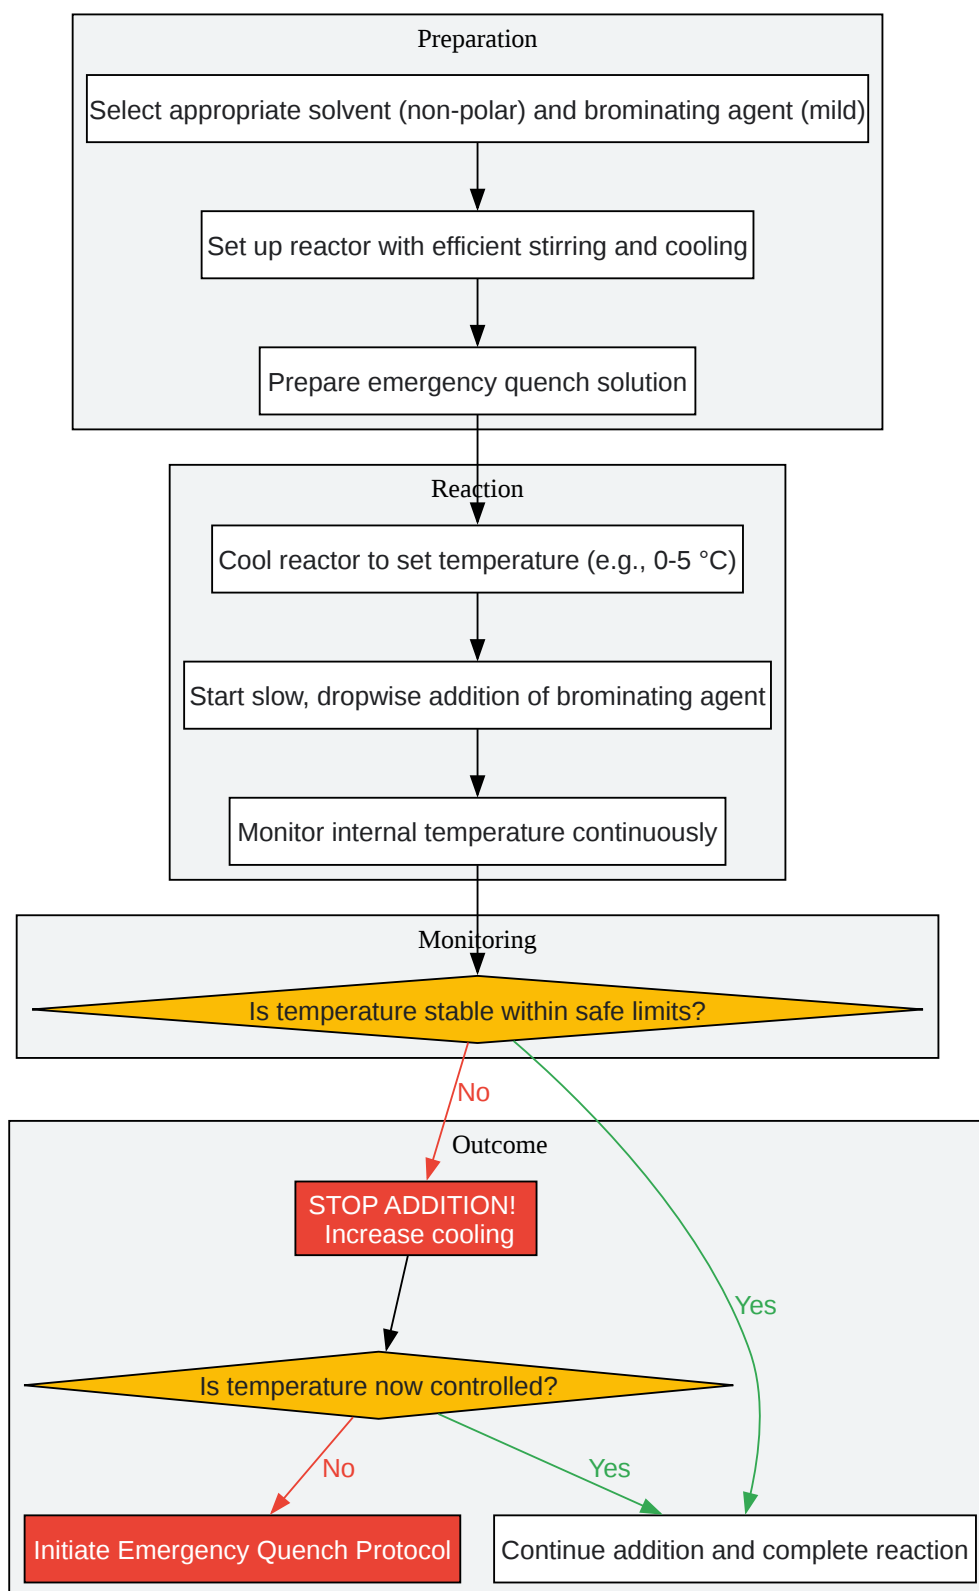 Preparation
Select appropriate solvent (non-polar) and brominating agent (mild)
Set up reactor with efficient stirring and cooling
Prepare emergency quench solution
Reaction
Cool reactor to set temperature (e.g., 0-5 °C)
Start slow, dropwise addition of brominating agent
Monitor internal temperature continuously
Monitoring
Is temperature stable within safe limits?
No
Outcome
STOP ADDITION!
Increase cooling
Yes
Is temperature now controlled?
No
Yes
Initiate Emergency Quench Protocol
Continue addition and complete reaction